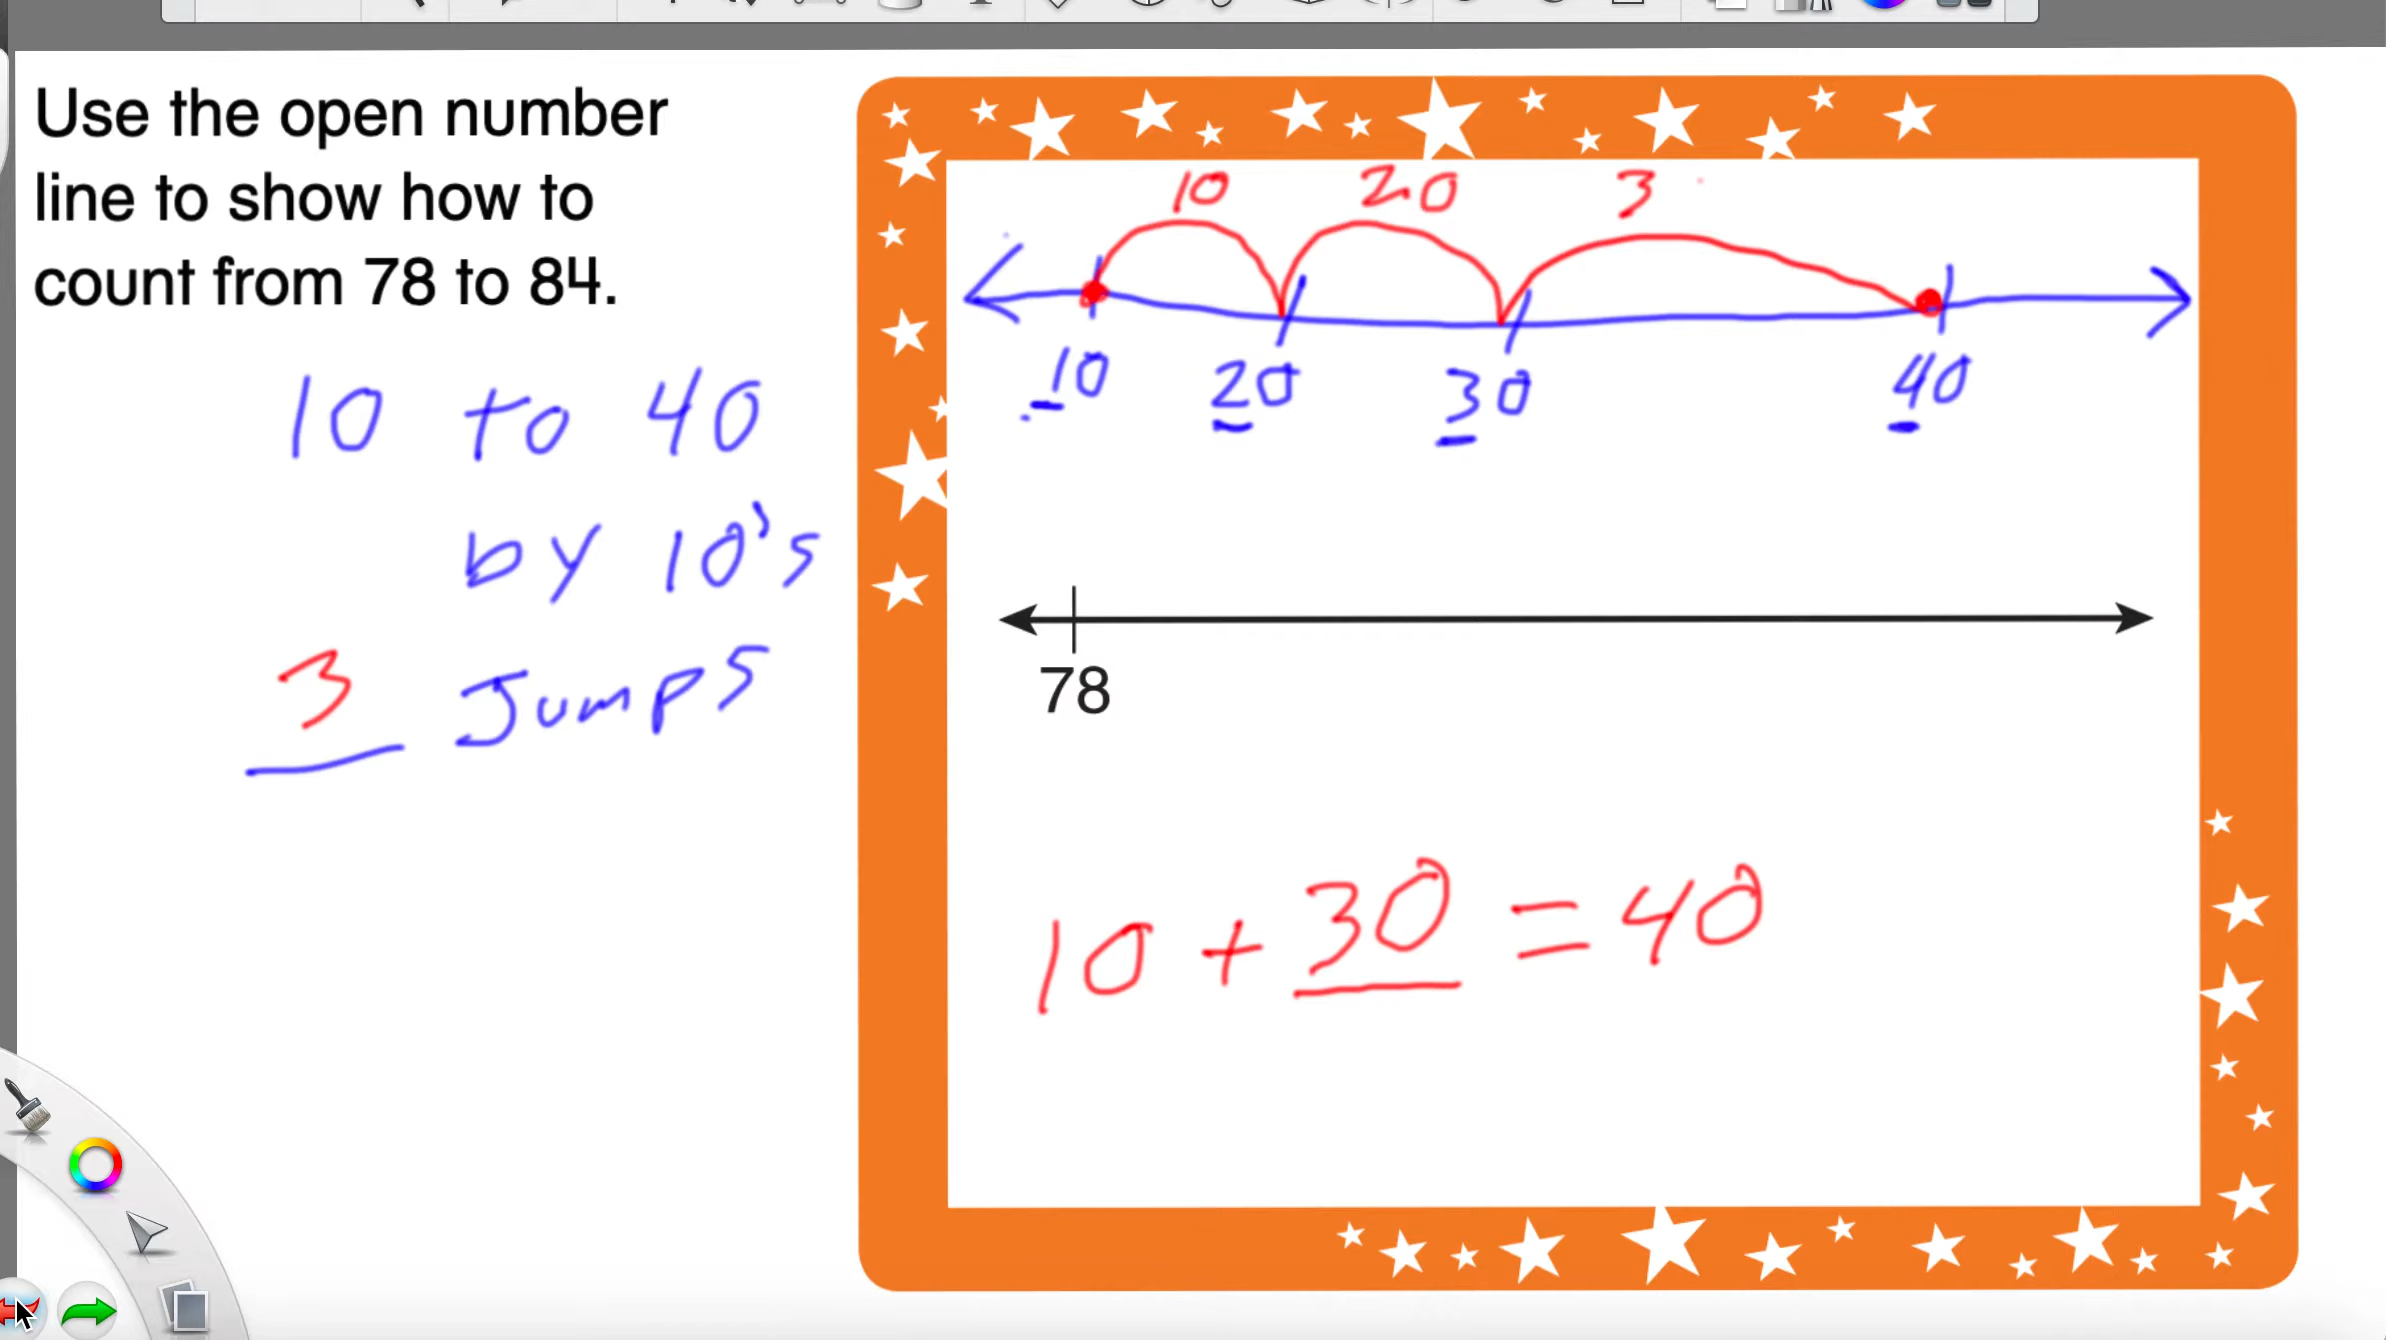 Use the open number
line to show how to
count from 78 to 84.
10 to 40
by 10's
3 Jumps
10 20 3
10 20 30 40
78
10 + 30 = 40